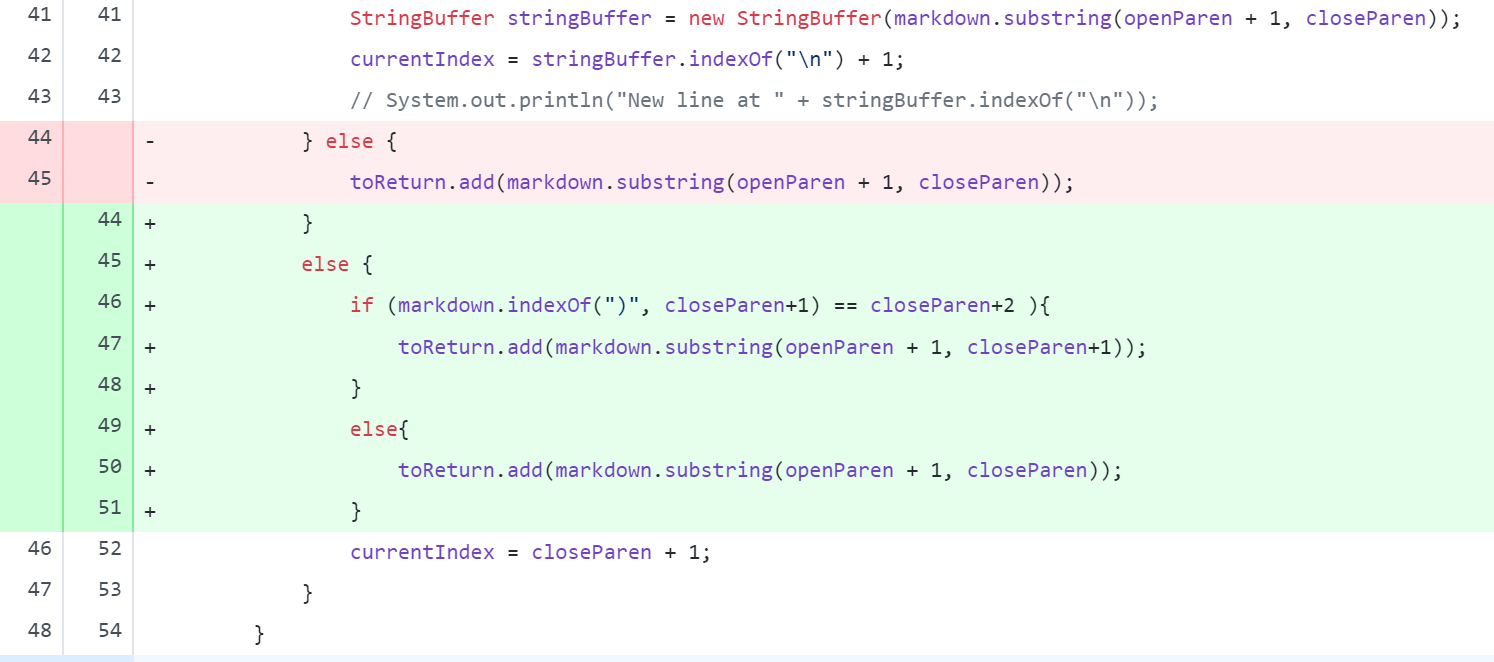 41 41 StringBuffer stringBuffer = new StringBuffer(markdown.substring(openParen + 1, closeParen));
42 42 currentIndex = stringBuffer.indexOf("\n") + 1;
43 43 // System.out.println("New line at " + stringBuffer.indexOf("\n"));
44 - } else {
45 - toReturn.add(markdown.substring(openParen + 1, closeParen));
44 + }
45 + else {
46 + if (markdown.indexOf(")", closeParen+1) == closeParen+2 ){
47 + toReturn.add(markdown.substring(openParen + 1, closeParen+1));
48 + }
49 + else{
50 + toReturn.add(markdown.substring(openParen + 1, closeParen));
51 + }
46 52 currentIndex = closeParen + 1;
47 53 }
48 54 }